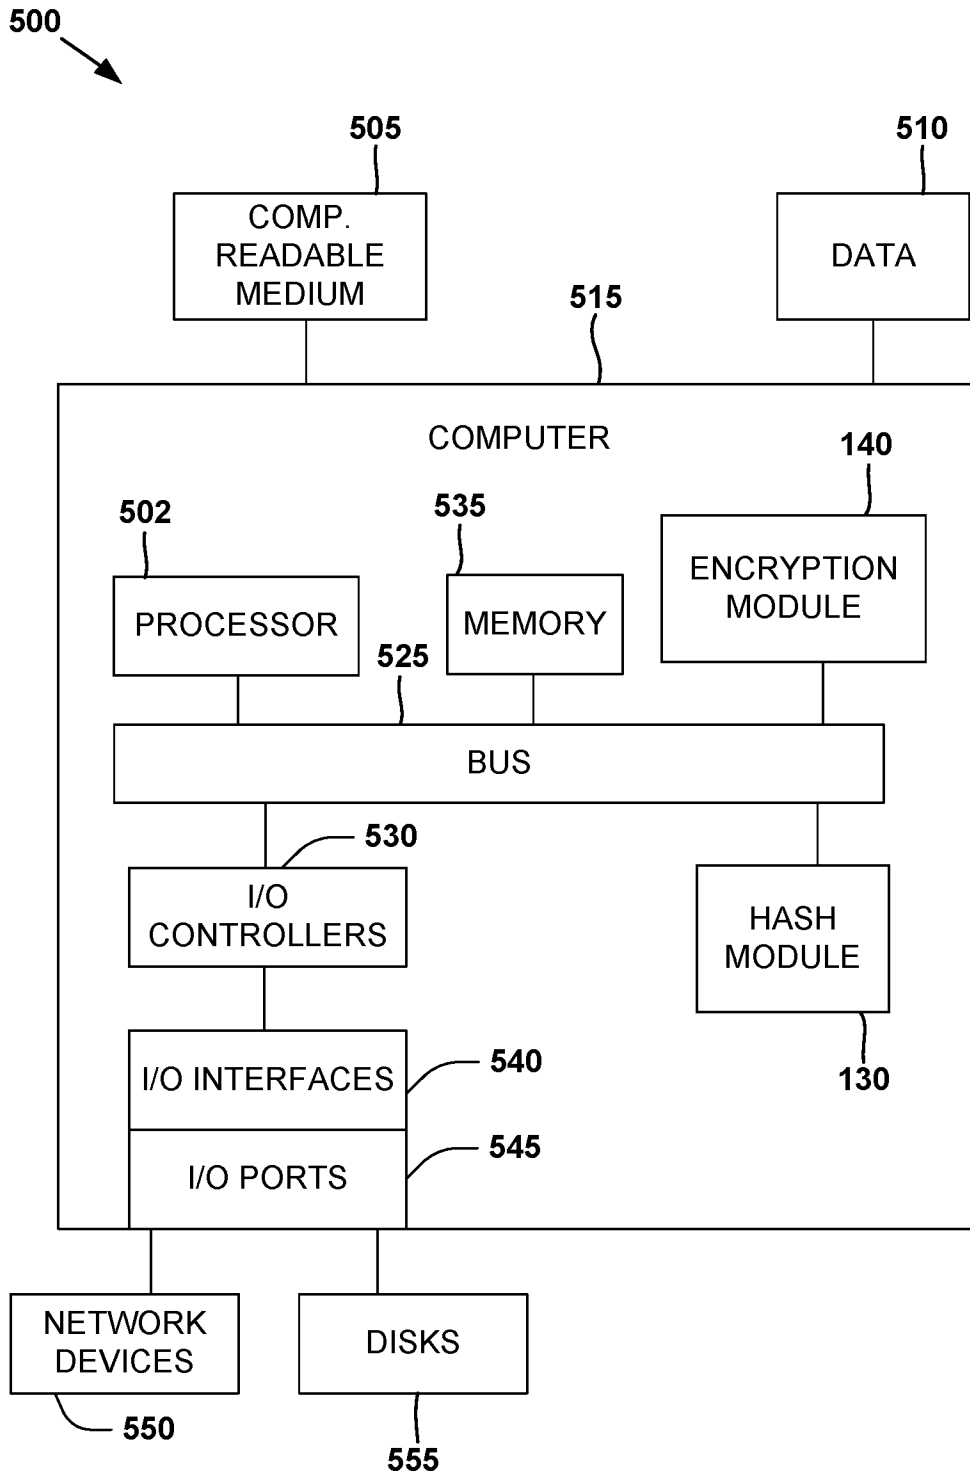 500
505
510
COMP.
READABLE
MEDIUM
DATA
515
COMPUTER
140
502
535
ENCRYPTION
MODULE
PROCESSOR
MEMORY
525
BUS
530
I/O
CONTROLLERS
HASH
MODULE
I/O INTERFACES
540
130
I/O PORTS
545
NETWORK
DEVICES
DISKS
550
555